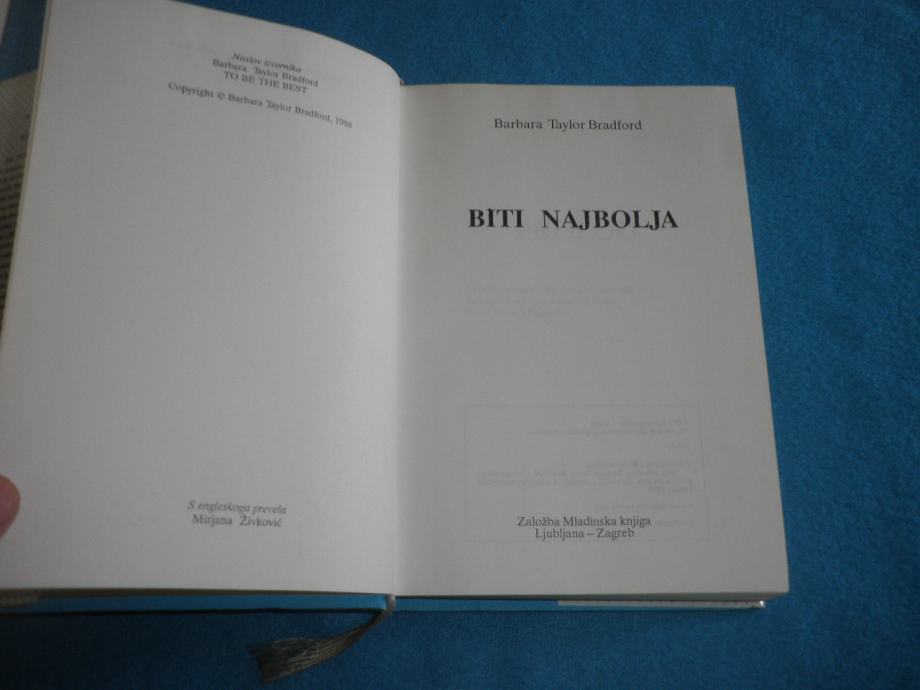 Naslov izvornika
Barbara Taylor Bradford
TO BE THE BEST
Copyright © Barbara Taylor Bradford, 1988
S engleskoga prevela
Mirjana Živković
Barbara Taylor Bradford
BITI NAJBOLJA
Založba Mladinska knjiga
Ljubljana – Zagreb